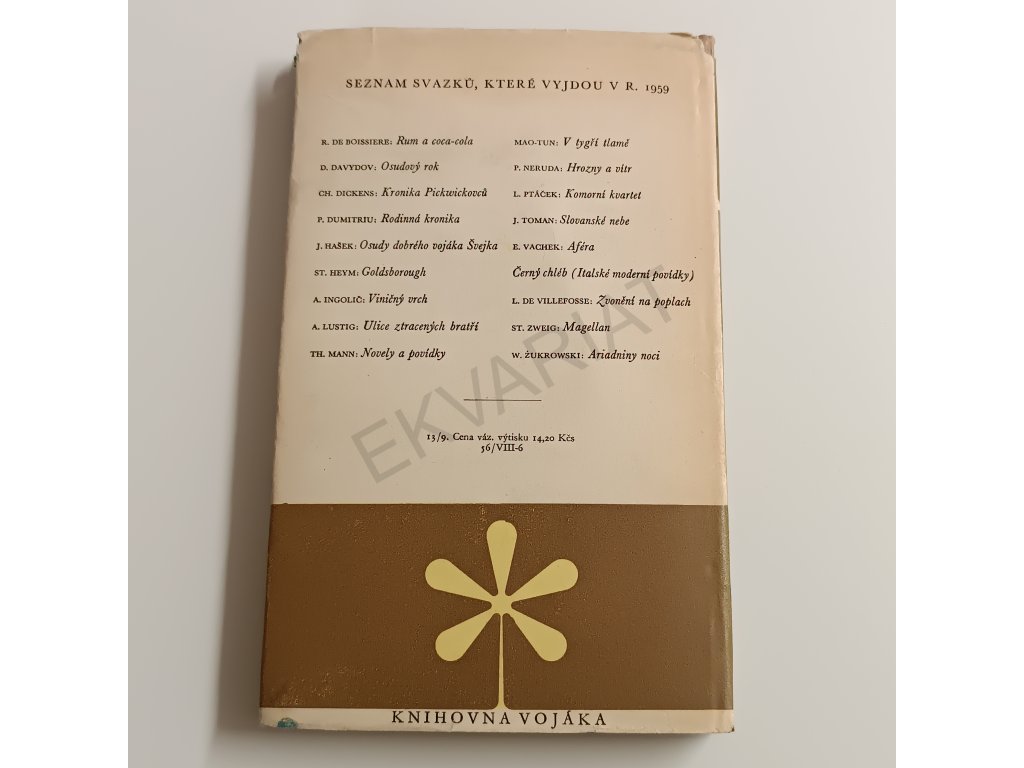 SEZNAM SVAZKŮ, KTERÉ VYJDOU V R. 1959
R. DE BOISSIERE: Rum a coca-cola
D. DAVYDOV: Osudový rok
CH. DICKENS: Kronika Pickwickovců
P. DUMITRIU: Rodinná kronika
J. HAŠEK: Osudy dobrého vojáka Švejka
ST. HEYM: Goldsborough
A. INGOLIČ: Viničný vrch
A. LUSTIG: Ulice ztracených bratří
TH. MANN: Novely a povídky
MAO-TUN: V tygří tlamě
P. NERUDA: Hrozny a vítr
L. PTÁČEK: Komorní kvartet
J. TOMAN: Slovanské nebe
E. VACHEK: Aféra
Černý chléb (Italské moderní povídky)
L. DE VILLEFOSSE: Zvonění na poplach
ST. ZWEIG: Magellan
W. ŻUKROWSKI: Ariadniny noci
13/9. Cena váz. výtisku 14,20 Kčs
56/VIII-6
EKVARIAT
KNIHOVNA VOJÁKA